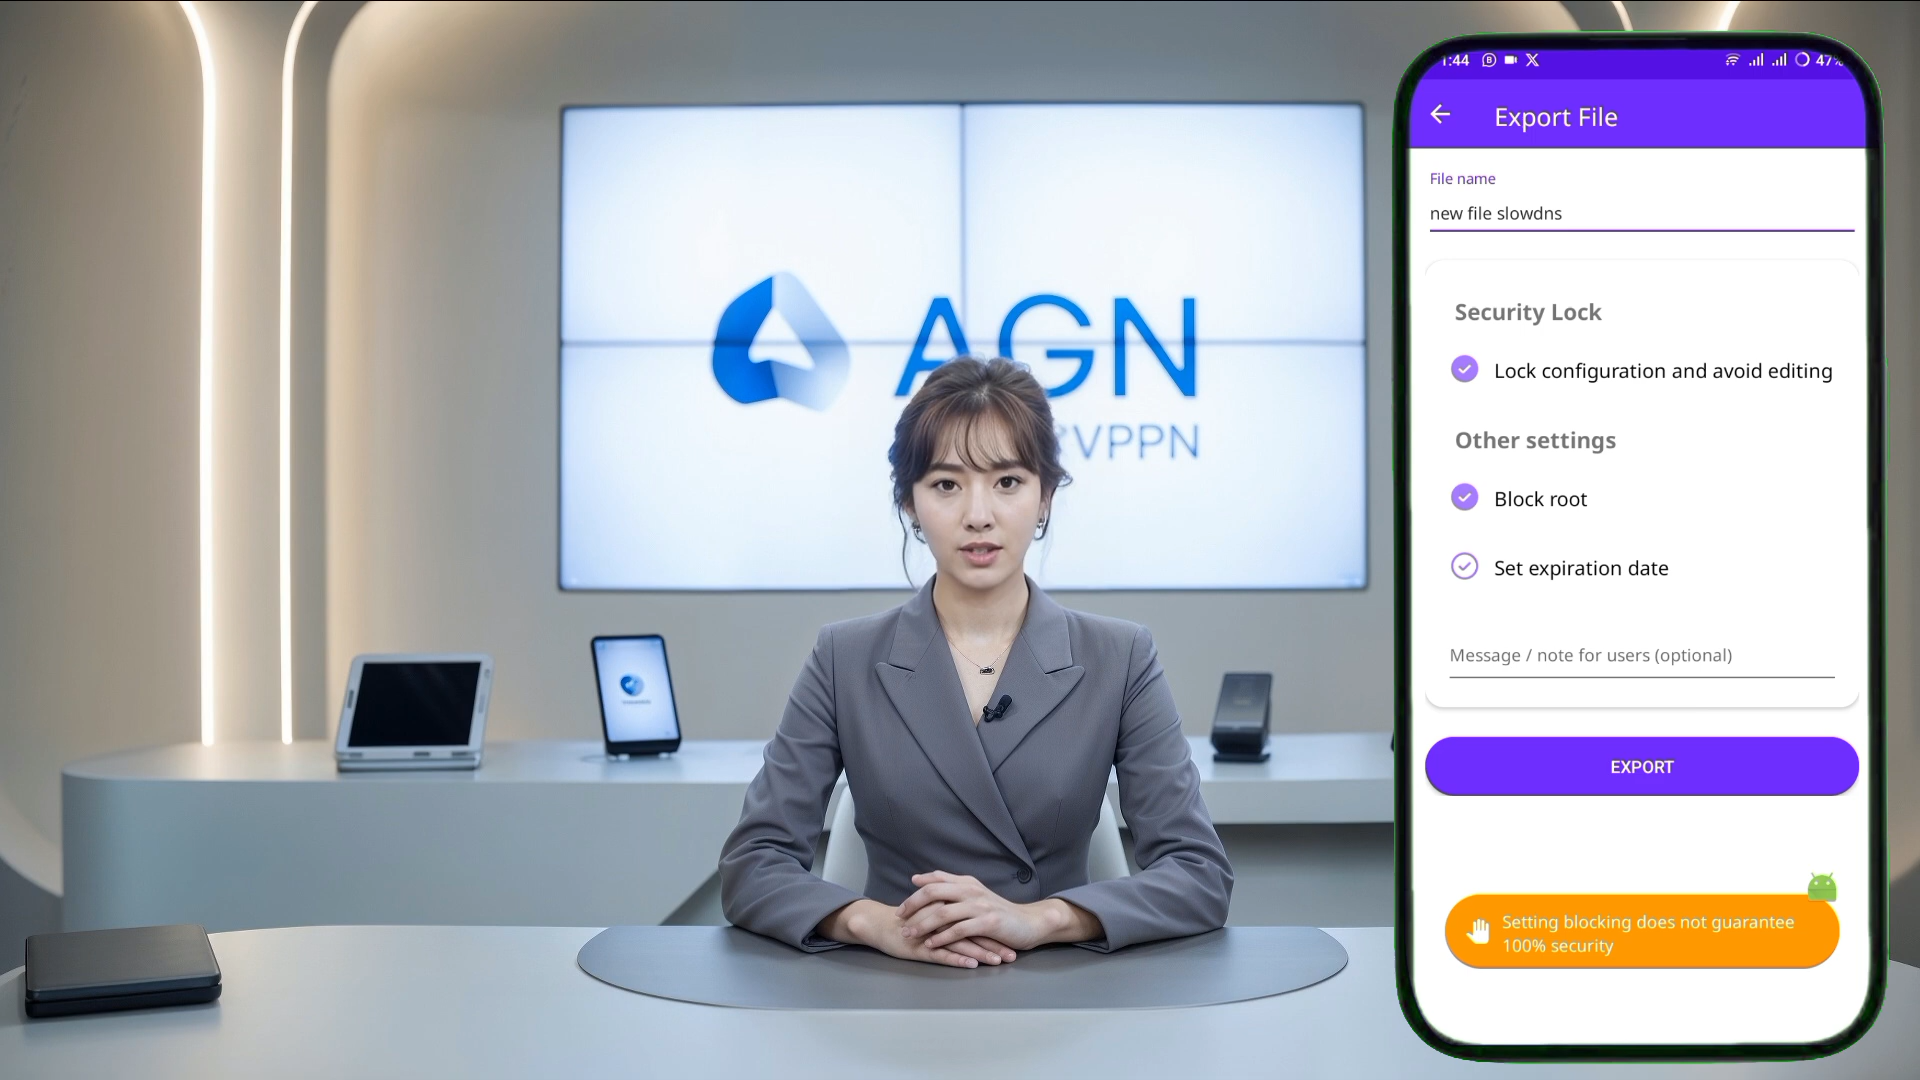 AGN
VPPN
1:44
47%
Export File
File name
new file slowdns
Security Lock
Lock configuration and avoid editing
Other settings
Block root
Set expiration date
Message / note for users (optional)
EXPORT
Setting blocking does not guarantee
100% security